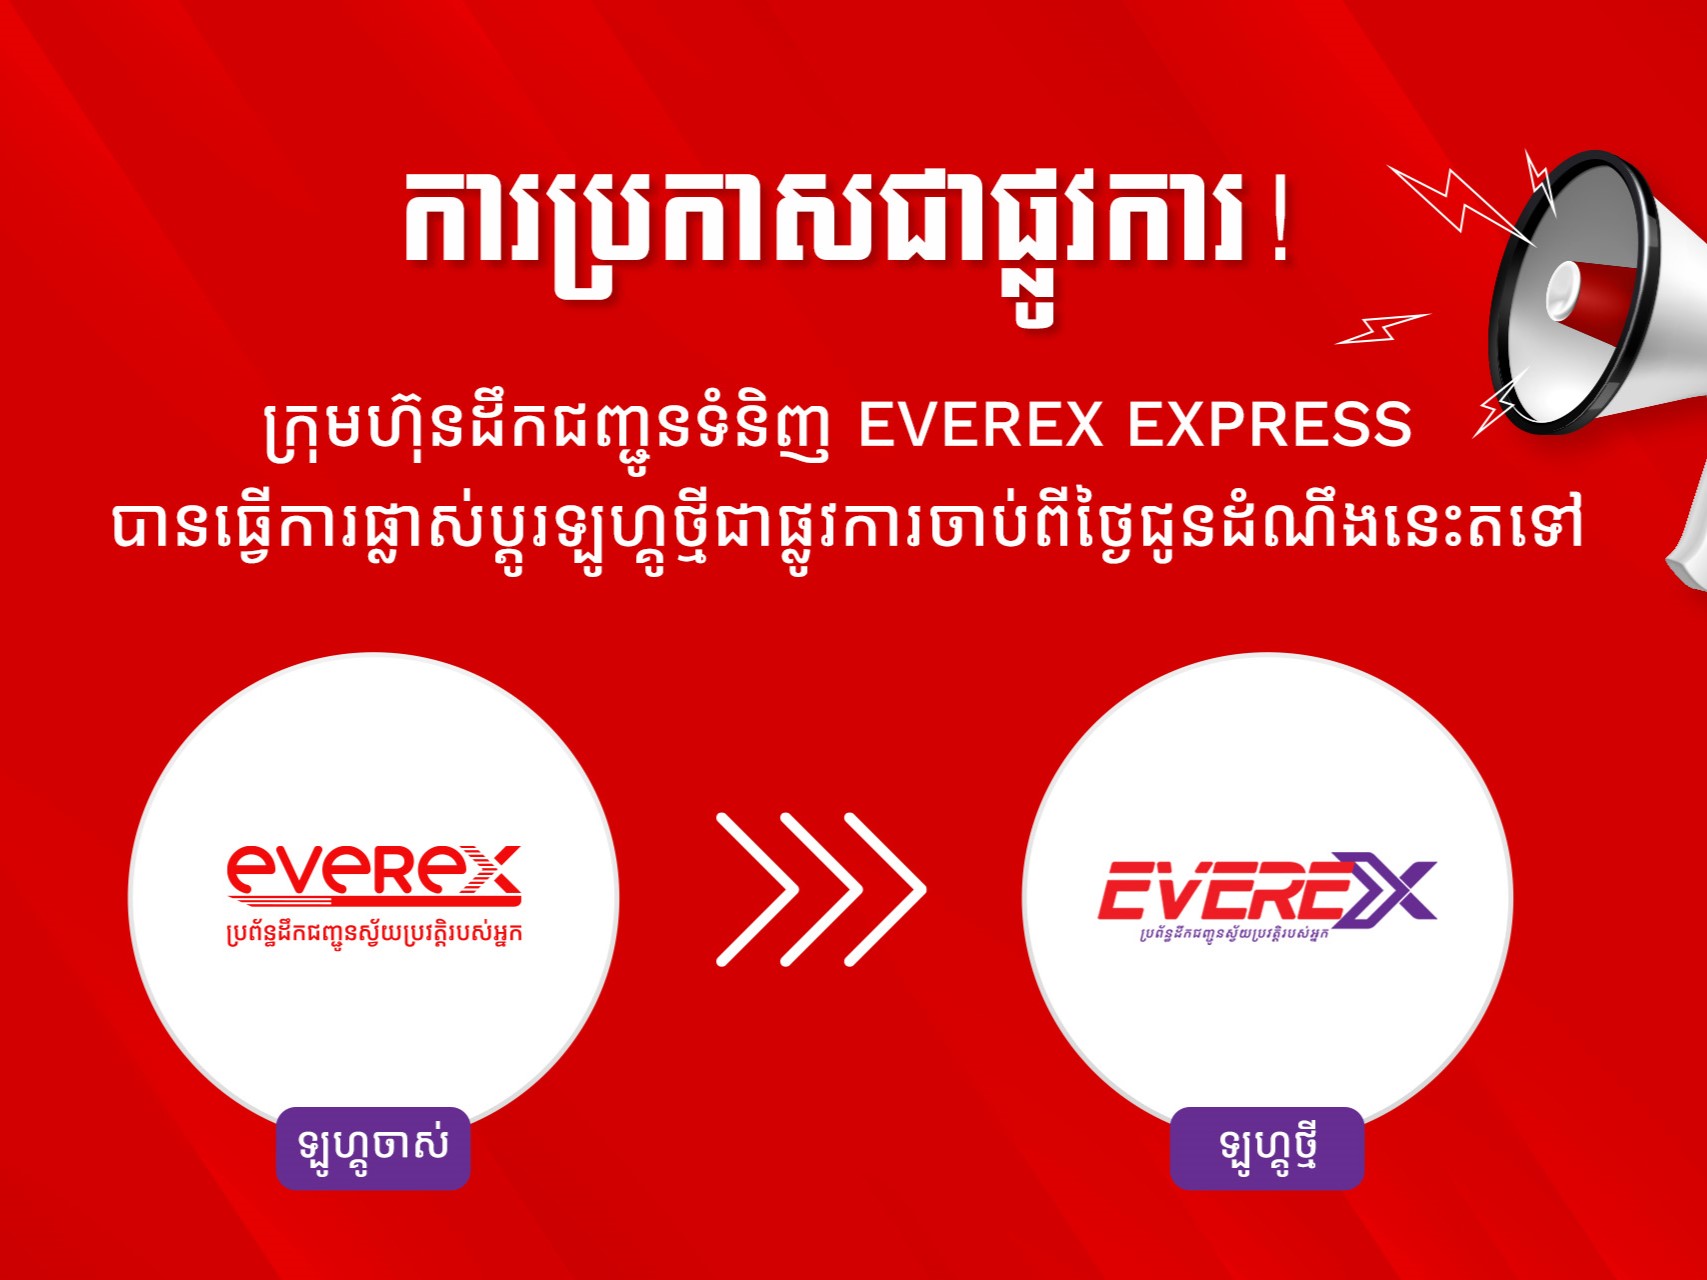 ការប្រកាសជាផ្លូវការ!
ក្រុមហ៊ុនដឹកជញ្ជូនទំនិញ EVEREX EXPRESS
បានធ្វើការផ្លាស់ប្តូរឡូហ្គូថ្មីជាផ្លូវការចាប់ពីថ្ងៃជូនដំណឹងនេះតទៅ
everex
ប្រព័ន្ធដឹកជញ្ជូនស្វ័យប្រវត្តិរបស់អ្នក
EVEREX
ប្រព័ន្ធដឹកជញ្ជូនស្វ័យប្រវត្តិរបស់អ្នក
ឡូហ្គូចាស់
ឡូហ្គូថ្មី